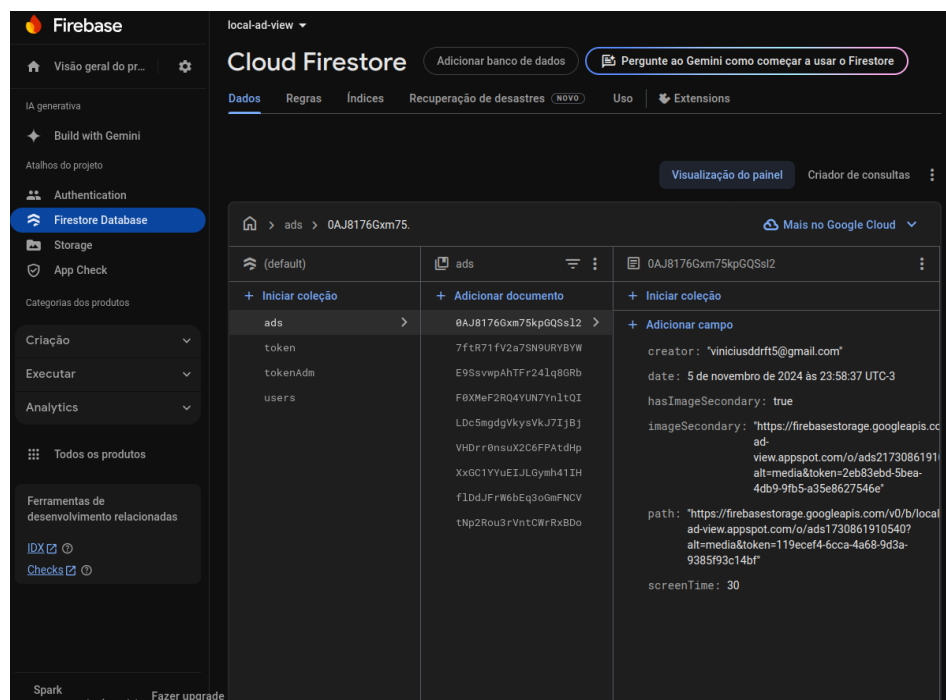 Firebase
Visão geral do pr...
IA generativa
Build with Gemini
Atalhos do projeto
Authentication
Firestore Database
Storage
App Check
Categorias dos produtos
Criação
Executar
Analytics
Todos os produtos
Ferramentas de
desenvolvimento relacionadas
IDX
Checks
Spark
Fazer upgrade
local-ad-view
Cloud Firestore
Adicionar banco de dados
Pergunte ao Gemini como começar a usar o Firestore
Dados Regras Índices Recuperação de desastres NOVO Uso Extensions
Visualização do painel Criador de consultas
ads > 0AJ8176Gxm75.
Mais no Google Cloud
(default)
+ Iniciar coleção
ads
token
tokenAdm
users
ads
+ Adicionar documento
0AJ8176Gxm75kpGQSsl2
7ftR71fV2a7SN9URYBYW
E9SsvwpAhTFr24lq8GRb
F0XMeF2RQ4YUN7YnltQI
LDc5mgdgVkysVkJ7IjBj
VHDrr0nsuX2C6FPAtdHp
XxGC1YYuEIJLGymh41IH
flDdJFrW6bEq3oGmFNCV
tNp2Rou3rVntCWrRxBDo
0AJ8176Gxm75kpGQSsl2
+ Iniciar coleção
+ Adicionar campo
creator: "viniciusddrft5@gmail.com"
date: 5 de novembro de 2024 às 23:58:37 UTC-3
hasImageSecondary: true
imageSecondary: "https://firebasestorage.googleapis.cc
ad-
view.appspot.com/o/ads2173086191
alt=media&token=2eb83ebd-5bea-
4db9-9fb5-a35e8627546e"
path: "https://firebasestorage.googleapis.com/v0/b/local
ad-view.appspot.com/o/ads1730861910540?
alt=media&token=119ecef4-6cca-4a68-9d3a-
9385f93c14bf"
screenTime: 30